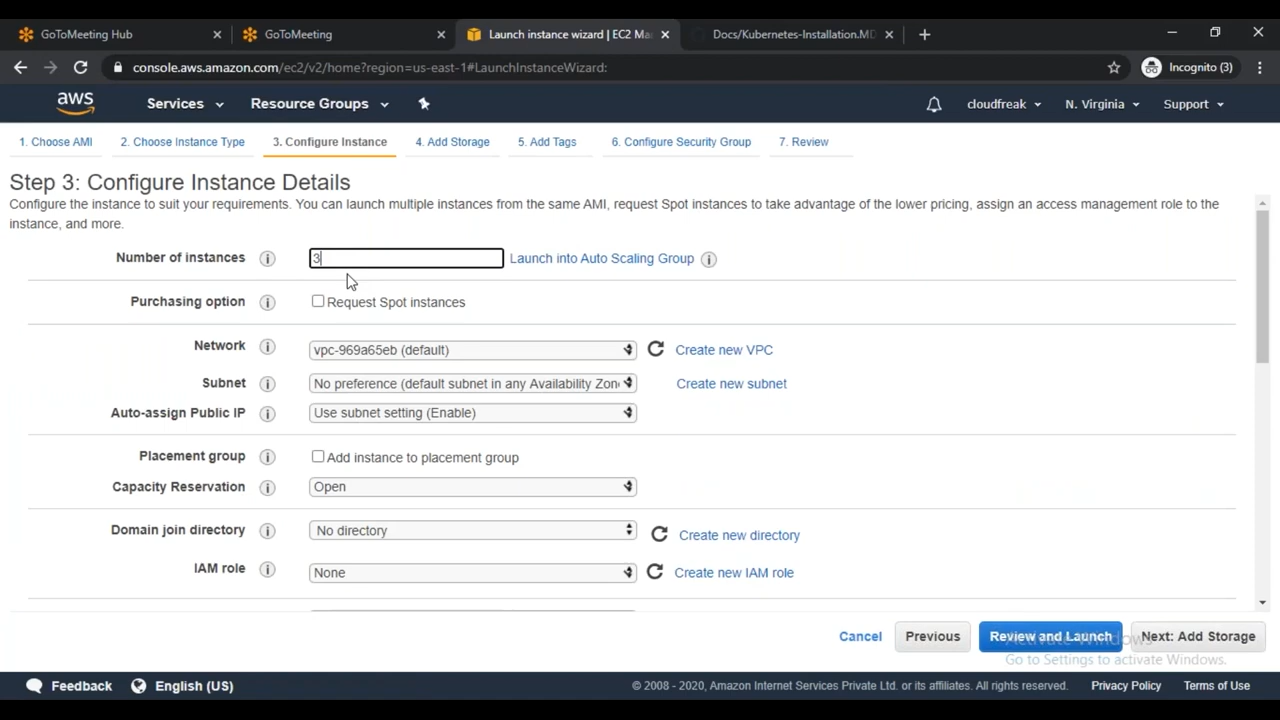 GoToMeeting Hub
GoToMeeting
Launch instance wizard | EC2 Ma
Docs/Kubernetes-Installation.MD
console.aws.amazon.com/ec2/v2/home?region=us-east-1#LaunchInstanceWizard:
Incognito (3)
aws
Services
Resource Groups
cloudfreak
N. Virginia
Support
1. Choose AMI
2. Choose Instance Type
3. Configure Instance
4. Add Storage
5. Add Tags
6. Configure Security Group
7. Review
Step 3: Configure Instance Details
Configure the instance to suit your requirements. You can launch multiple instances from the same AMI, request Spot instances to take advantage of the lower pricing, assign an access management role to the
instance, and more.
Number of instances
3
Launch into Auto Scaling Group
Purchasing option
Request Spot instances
Network
vpc-969a65eb (default)
Create new VPC
Subnet
No preference (default subnet in any Availability Zon
Create new subnet
Auto-assign Public IP
Use subnet setting (Enable)
Placement group
Add instance to placement group
Capacity Reservation
Open
Domain join directory
No directory
Create new directory
IAM role
None
Create new IAM role
Cancel
Previous
Review and Launch
Next: Add Storage
Activate Windows
Go to Settings to activate Windows.
Feedback
English (US)
© 2008 - 2020, Amazon Internet Services Private Ltd. or its affiliates. All rights reserved.
Privacy Policy
Terms of Use